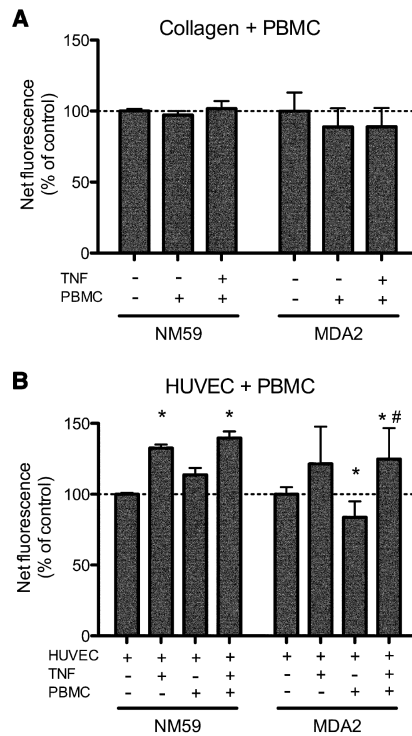 A
Collagen + PBMC
Net fluorescence
(% of control)
150
100
50
0
TNF - - + - - +
PBMC - + + - + +
NM59 MDA2
B
HUVEC + PBMC
Net fluorescence
(% of control)
150
100
50
0
* * * * #
HUVEC + + + + + + + +
TNF - + - + - + - +
PBMC - - + + - - + +
NM59 MDA2